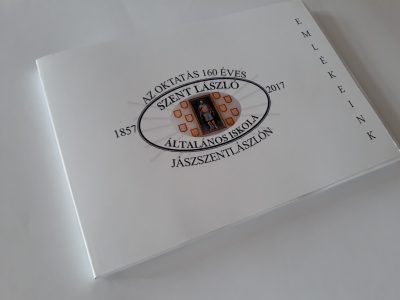 AZ OKTATÁS 160 ÉVES
SZENT LÁSZLÓ
1857
2017
ÁLTALÁNOS ISKOLA
JÁSZSZENTLÁSZLÓN
EMLÉKEINK